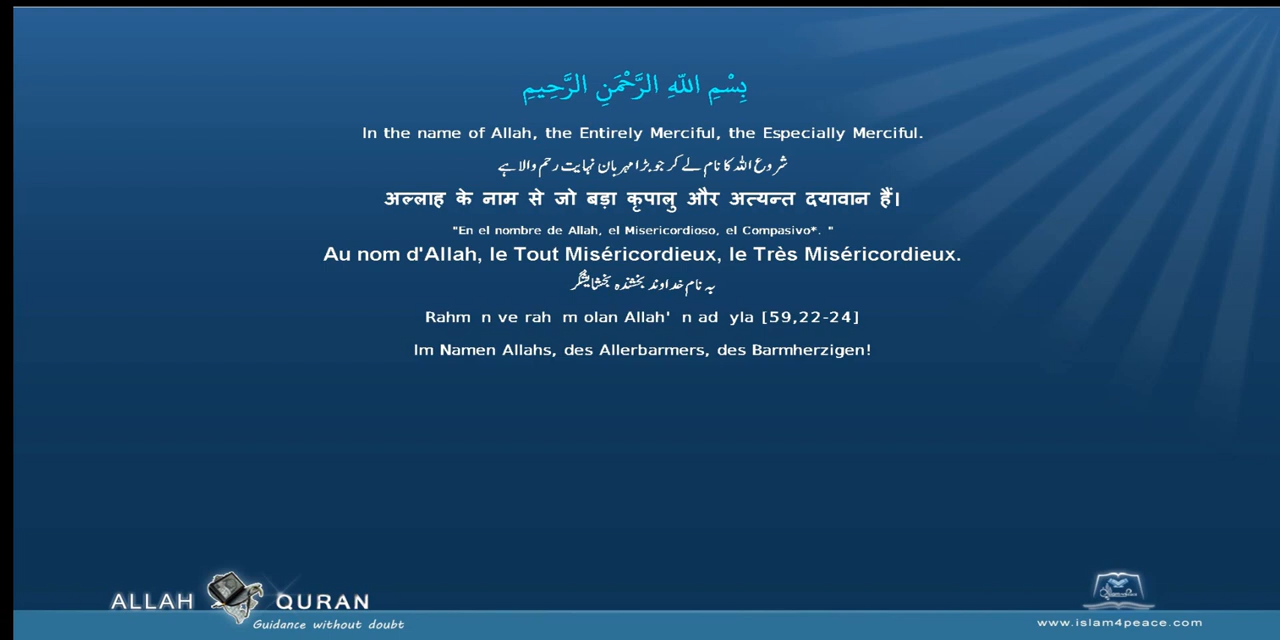 بِسْمِ اللّٰهِ الرَّحْمَنِ الرَّحِيمِ
In the name of Allah, the Entirely Merciful, the Especially Merciful.
شروع اللہ کا نام لے کر جو بڑا مہربان نہایت رحم والا ہے
अल्लाह के नाम से जो बड़ा कृपालु और अत्यन्त दयावान हैं।
"En el nombre de Allah, el Misericordioso, el Compasivo*. "
Au nom d'Allah, le Tout Miséricordieux, le Très Miséricordieux.
به نام خداوند بخشنده بخشایشگر
Rahm n ve rah m olan Allah' n ad yla [59,22-24]
Im Namen Allahs, des Allerbarmers, des Barmherzigen!
ALLAH QURAN
Guidance without doubt
www.islam4peace.com